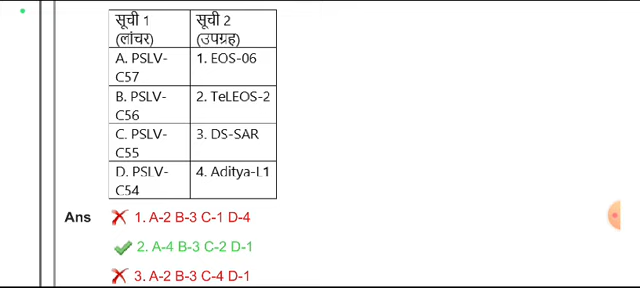 सूची 1 सूची 2
(लांचर) (उपग्रह)
A. PSLV- 1. EOS-06
C57
B. PSLV- 2. TeLEOS-2
C56
C. PSLV- 3. DS-SAR
C55
D. PSLV- 4. Aditya-L1
C54
Ans 1. A-2 B-3 C-1 D-4
2. A-4 B-3 C-2 D-1
3. A-2 B-3 C-4 D-1